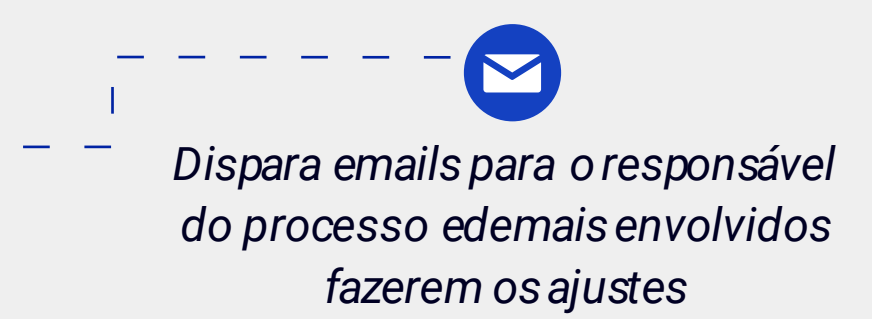 Dispara emails para o responsável
do processo edemais envolvidos
fazerem os ajustes